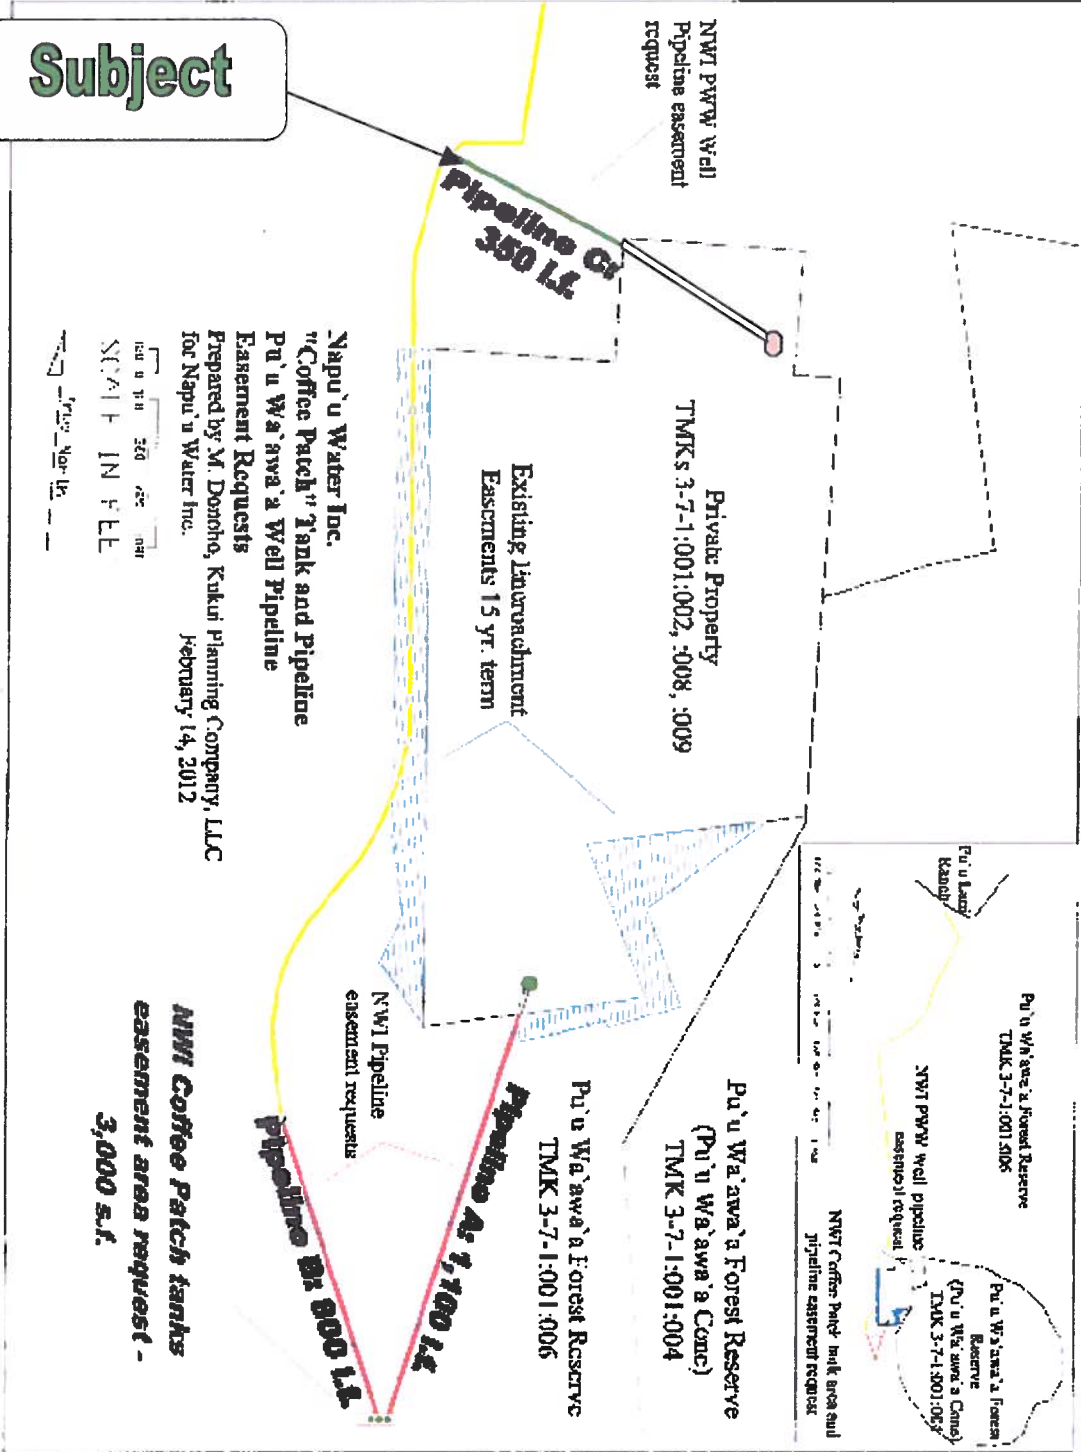 Subject
NWI PWW Well
Pipeline easement
request
Pipeline C:
350 l.f.
Private Property
TMKs 3-7-1:001:002, :008, :009
Existing Encroachment
Easements 15 yr. term
Napu`u Water Inc.
"Coffee Patch" Tank and Pipeline
Pu`u Wa`awa`a Well Pipeline
Easement Requests
Prepared by M. Donoho, Kukui Planning Company, LLC
for Napu`u Water Inc. February 14, 2012
True North
Pu`u Lani
Ranch
Pu`u Wa`awa`a Forest Reserve
TMK 3-7-1:001:006
NWI PWW Well pipeline
easement request
Pu`u Wa`awa`a Forest
Reserve
(Pu`u Wa`awa`a Cone)
TMK 3-7-1:001:004
NWI Coffee Patch tank area and
pipeline easement request
Pu`u Wa`awa`a Forest Reserve
(Pu`u Wa`awa`a Cone)
TMK 3-7-1:001:004
Pu`u Wa`awa`a Forest Reserve
TMK 3-7-1:001:006
Pipeline A: 1,100 l.f.
NWI Pipeline
easement requests
Pipeline B: 800 l.f.
NWI Coffee Patch tanks
easement area request -
3,000 s.f.